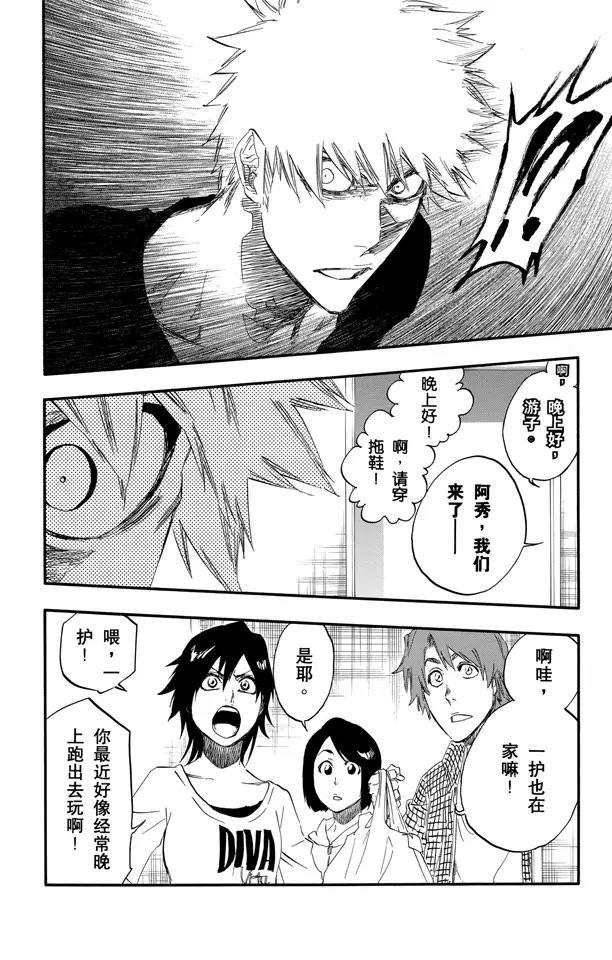 !?
啊，
晚上好，
游子。
晚上好！
啊，请穿
拖鞋！
阿秀，我们
来了——
啊哇，
一护也在
家嘛！
是耶。
喂，一
护！
你最近好像经常晚
上跑出去玩啊！
DIVA